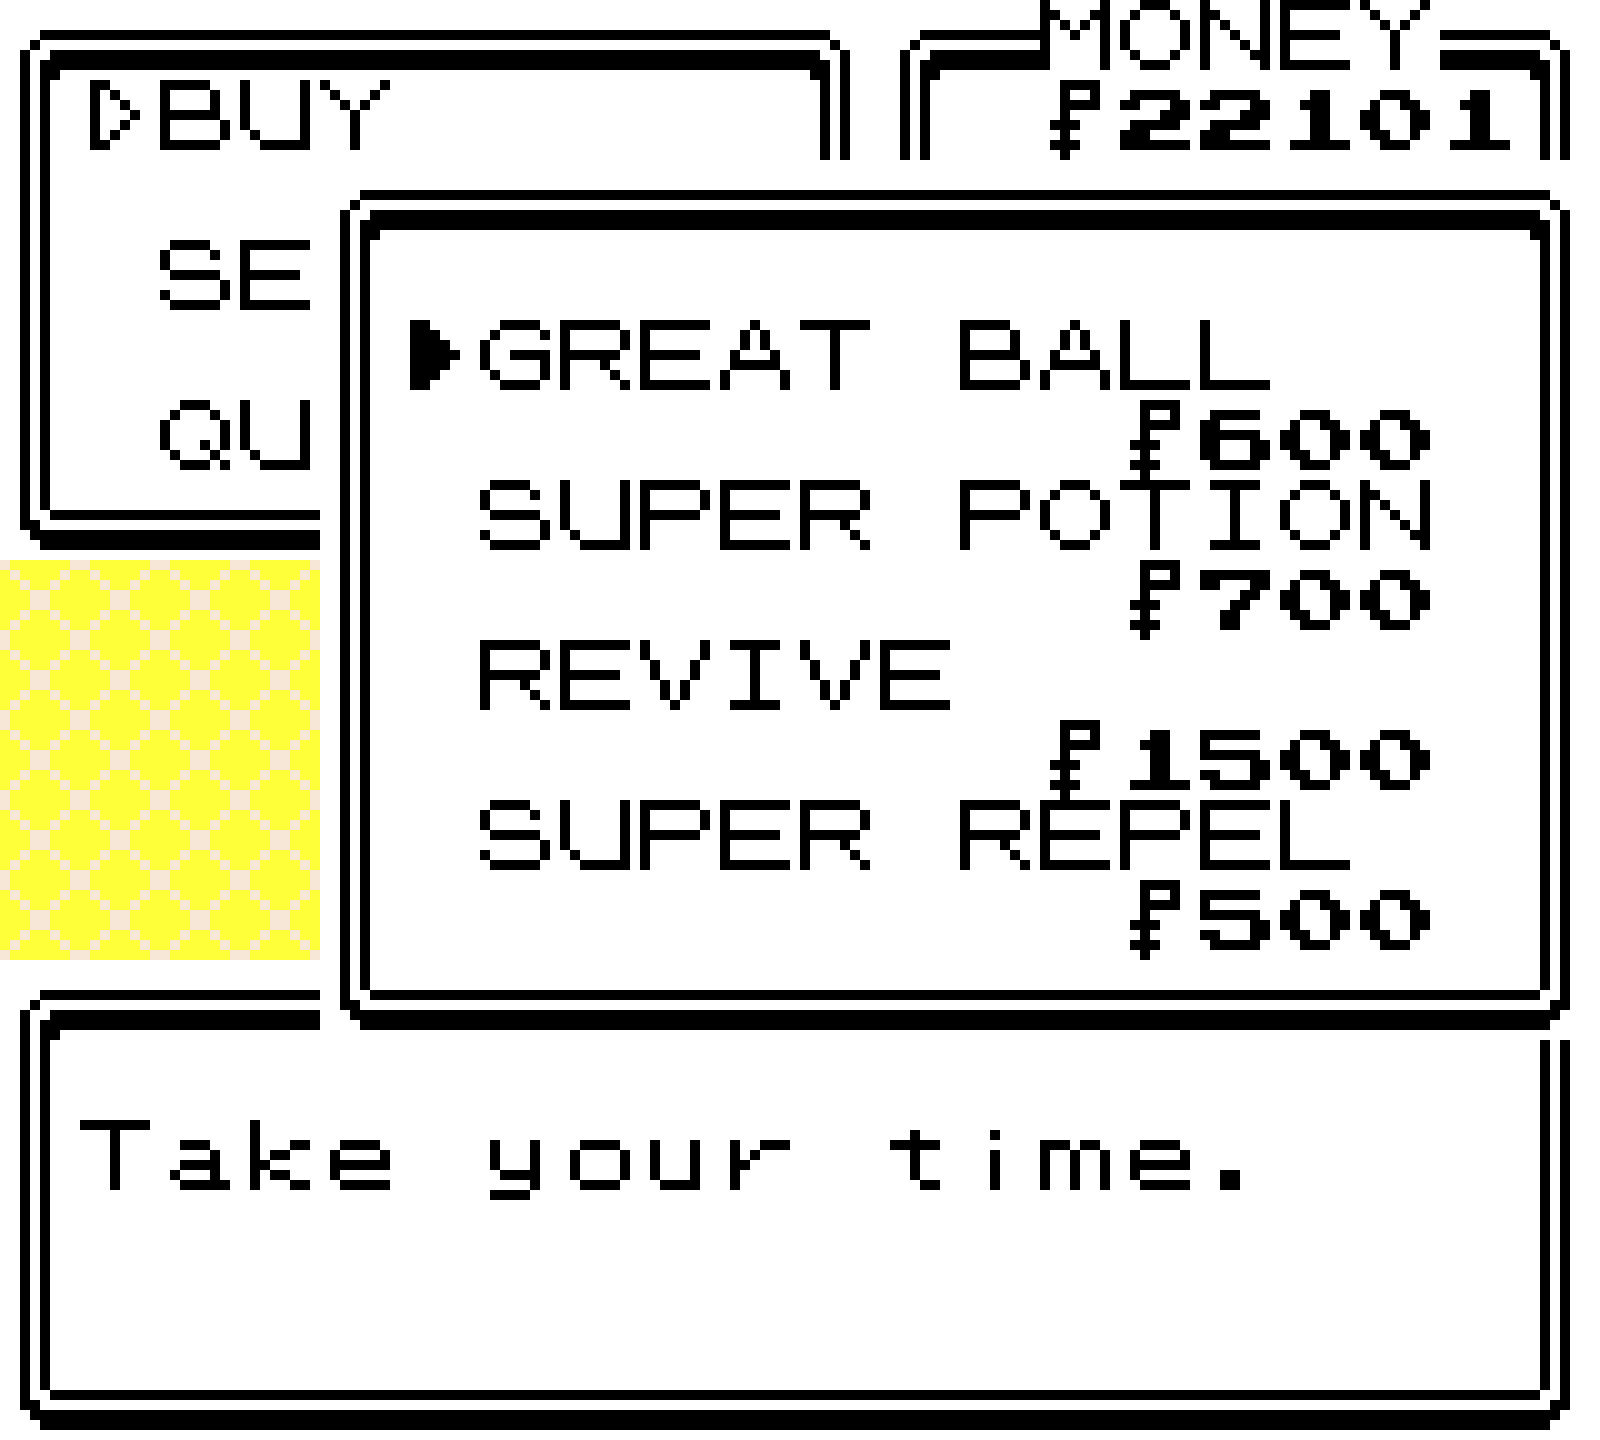 MONEY
▷BUY
₽22101
SE
▶GREAT BALL
₽600
QU
SUPER POTION
₽700
REVIVE
₽1500
SUPER REPEL
₽500
Take your time.